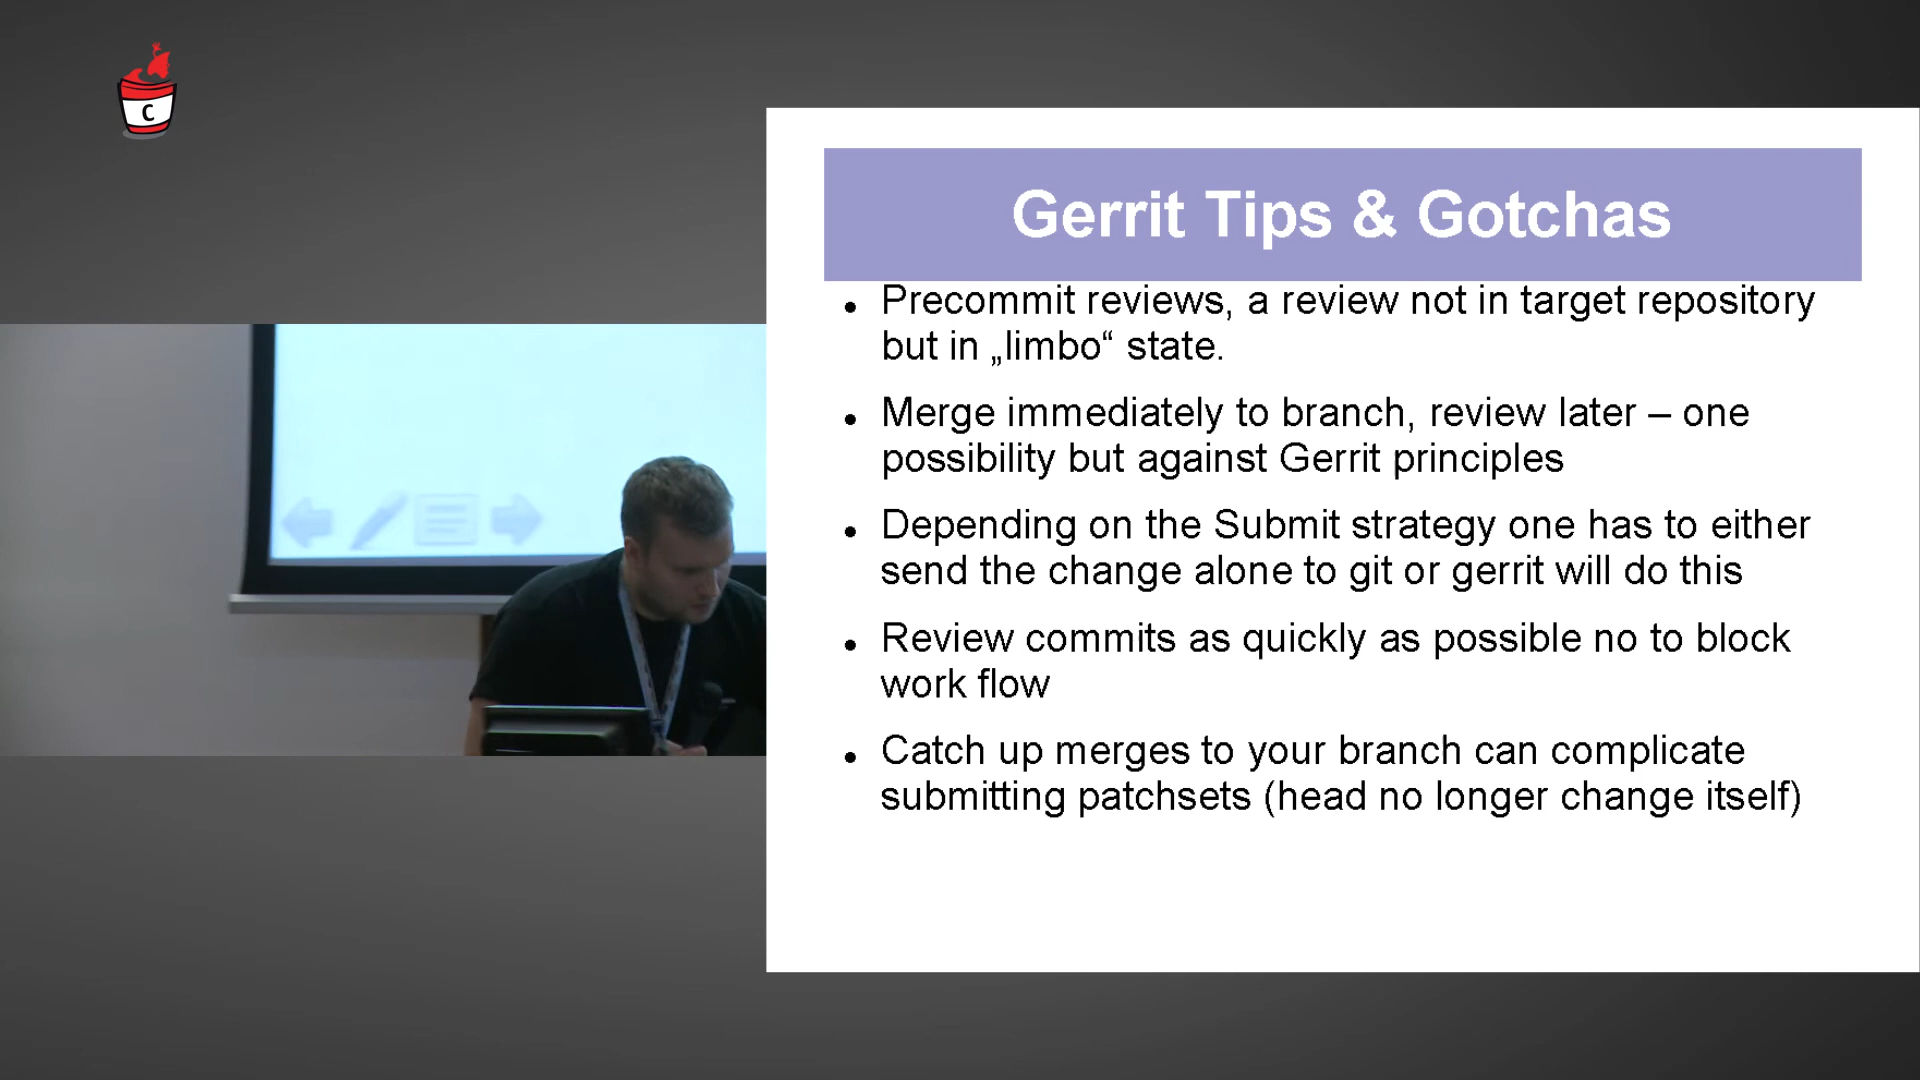 C
Gerrit Tips & Gotchas
Precommit reviews, a review not in target repository
but in „limbo“ state.
Merge immediately to branch, review later – one
possibility but against Gerrit principles
Depending on the Submit strategy one has to either
send the change alone to git or gerrit will do this
Review commits as quickly as possible no to block
work flow
Catch up merges to your branch can complicate
submitting patchsets (head no longer change itself)